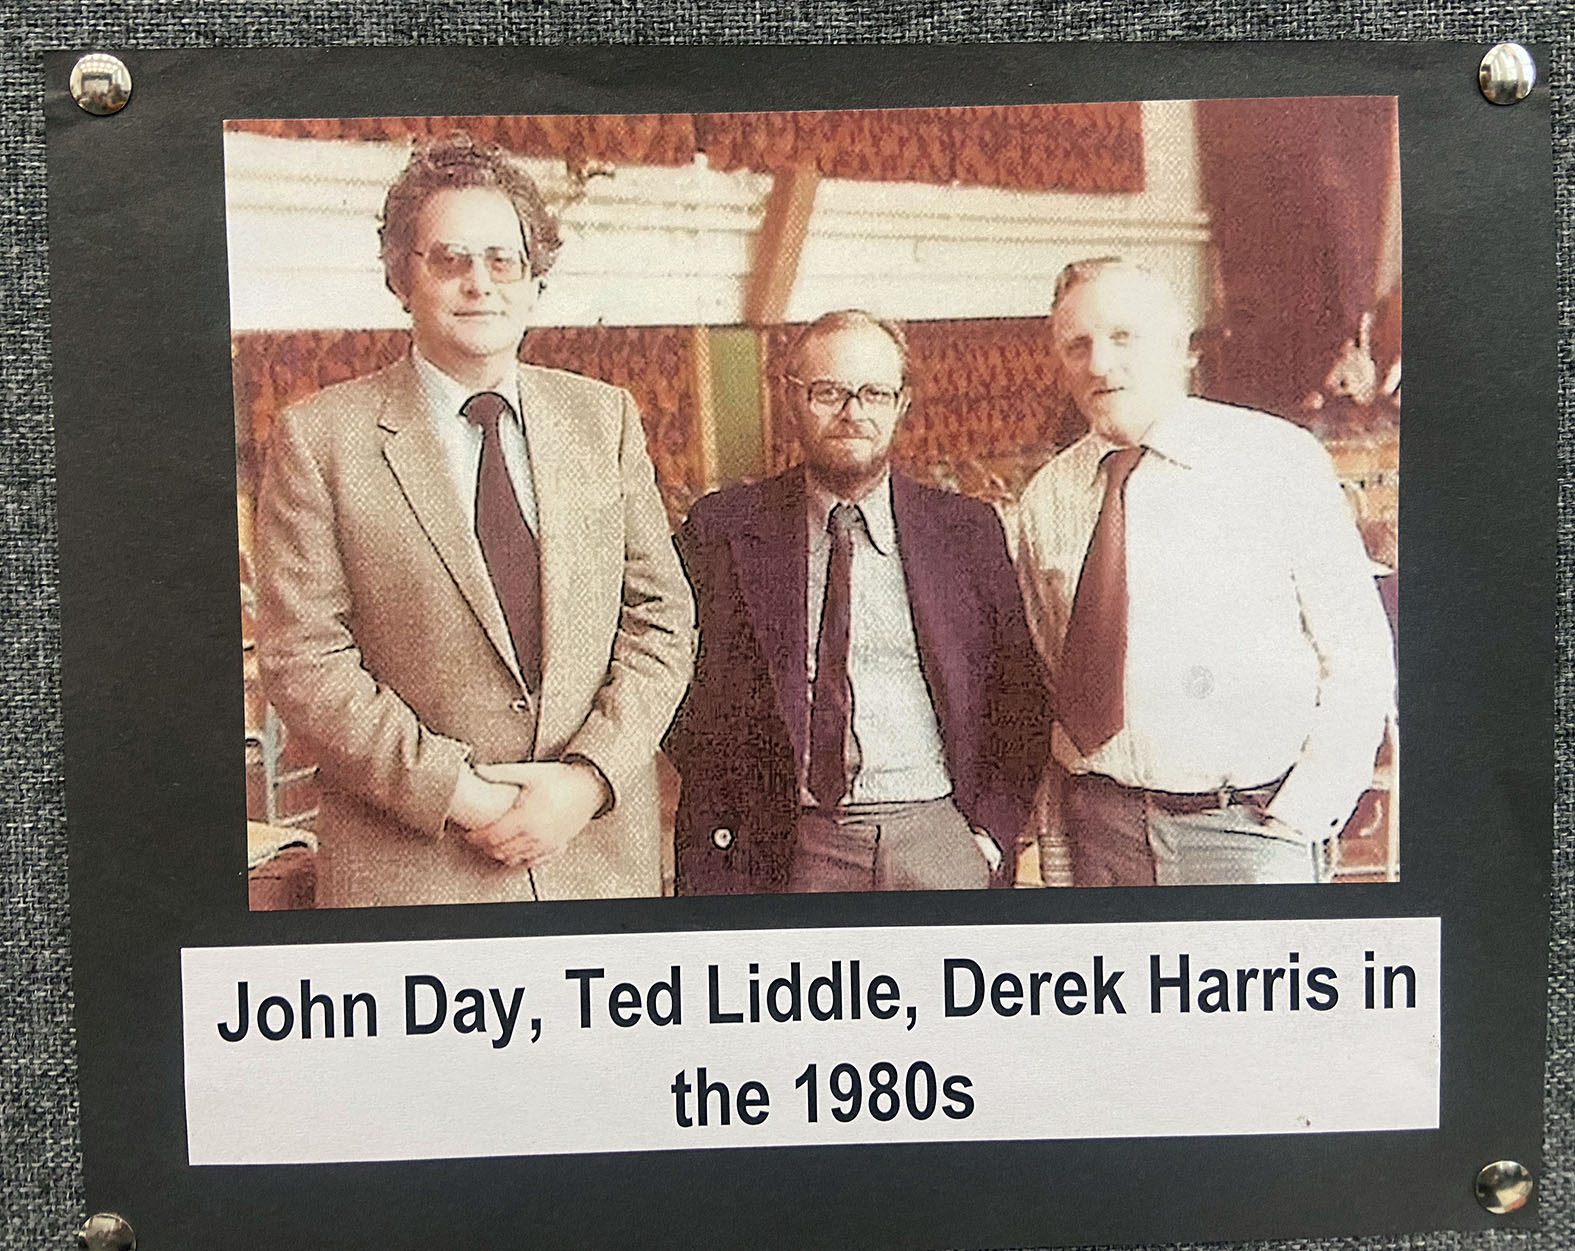 John Day, Ted Liddle, Derek Harris in
the 1980s